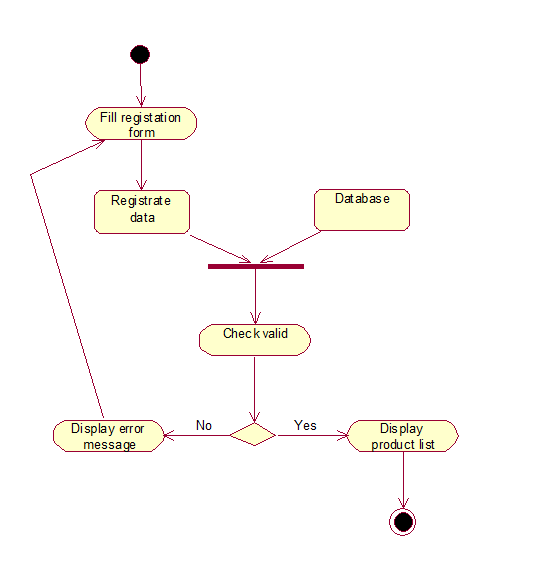 Fill registation
form
Registrate
data
Database
Check valid
No
Yes
Display error
message
Display
product list